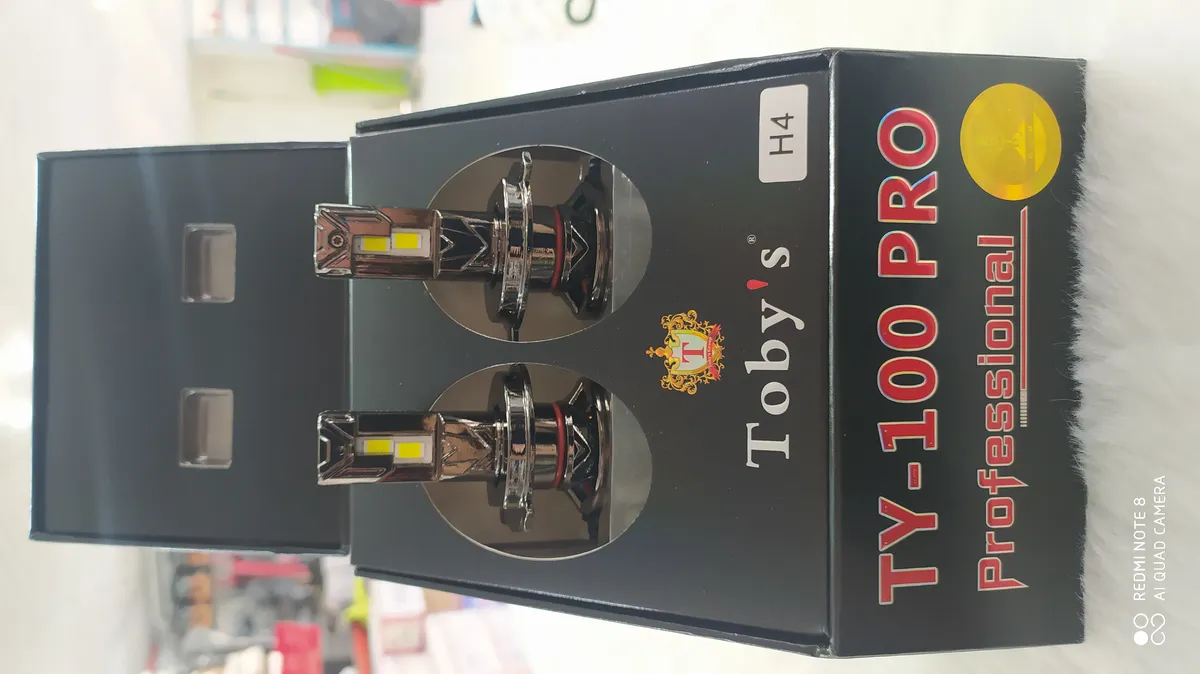 H4
T
Toby's®
TY-100 PRO
Professional
REDMI NOTE 8
AI QUAD CAMERA